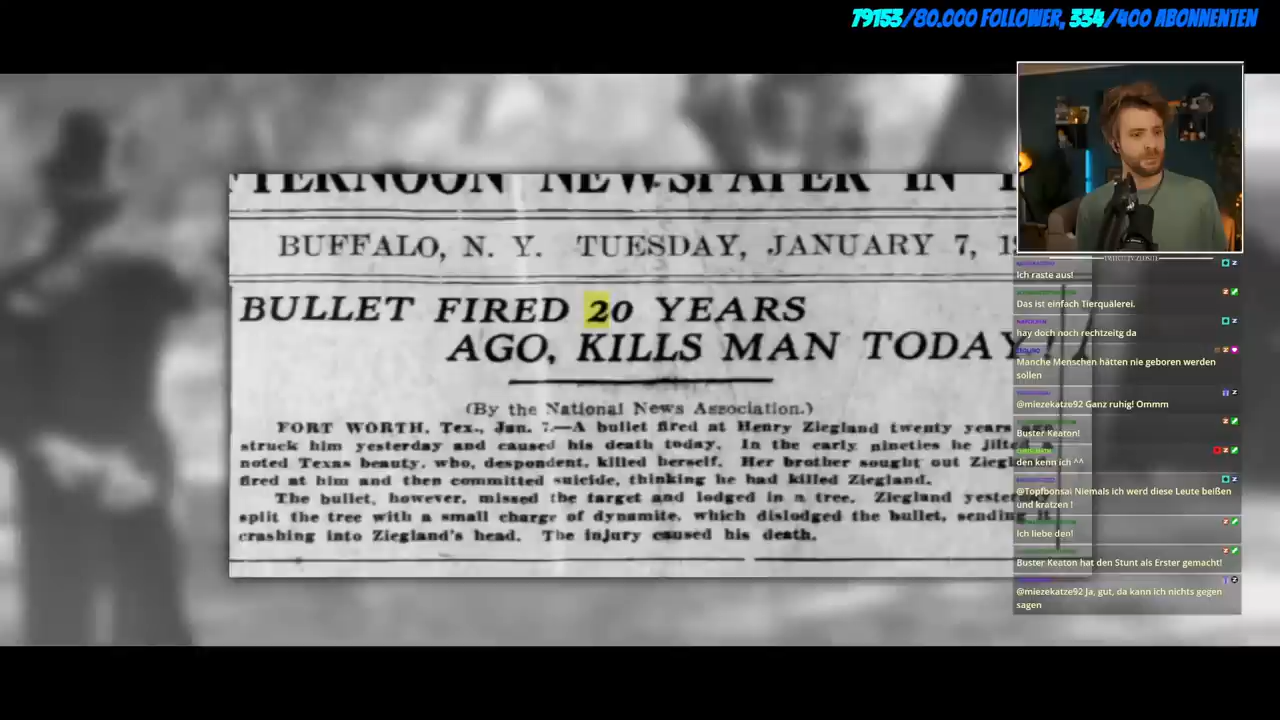 79153/80.000 FOLLOWER, 334/400 ABONNENTEN
AFTERNOON NEWSPAPER IN
BUFFALO, N. Y. TUESDAY, JANUARY 7, 19
BULLET FIRED 20 YEARS
AGO, KILLS MAN TODAY
(By the National News Association.)
FORT WORTH, Tex., Jan. 7.—A bullet fired at Henry Ziegland twenty years
struck him yesterday and caused his death today. In the early nineties he jilted
noted Texas beauty, who, despondent, killed herself. Her brother sought out Ziegl
fired at him and then committed suicide, thinking he had killed Ziegland.
The bullet, however, missed the target and lodged in a tree. Ziegland yester
split the tree with a small charge of dynamite, which dislodged the bullet, sending it
crashing into Ziegland's head. The injury caused his death.
Ich raste aus!
Das ist einfach Tierquälerei.
hay doch noch rechtzeitg da
Manche Menschen hätten nie geboren werden
sollen
@miezekatze92 Ganz ruhig! Ommm
Buster Keaton!
den kenn ich ^^
@Topfbonsai Niemals ich werd diese Leute beißen
und kratzen !
Ich liebe den!
Buster Keaton hat den Stunt als Erster gemacht!
@miezekatze92 Ja, gut, da kann ich nichts gegen
sagen